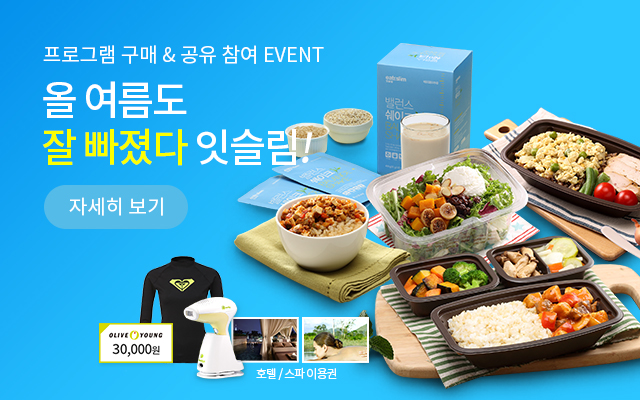 프로그램 구매 & 공유 참여 EVENT
올 여름도
잘 빠졌다 잇슬림!
자세히 보기
eatslim
밸런스
쉐이크
OLIVE YOUNG
30,000원
호텔 / 스파 이용권